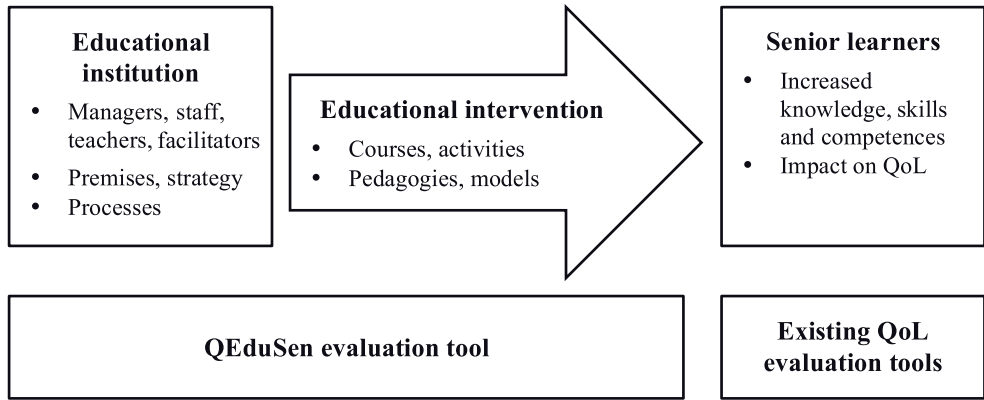 Educational
institution
• Managers, staff,
teachers, facilitators
• Premises, strategy
• Processes
Educational intervention
• Courses, activities
• Pedagogies, models
Senior learners
• Increased
knowledge, skills
and competences
• Impact on QoL
QEduSen evaluation tool
Existing QoL
evaluation tools